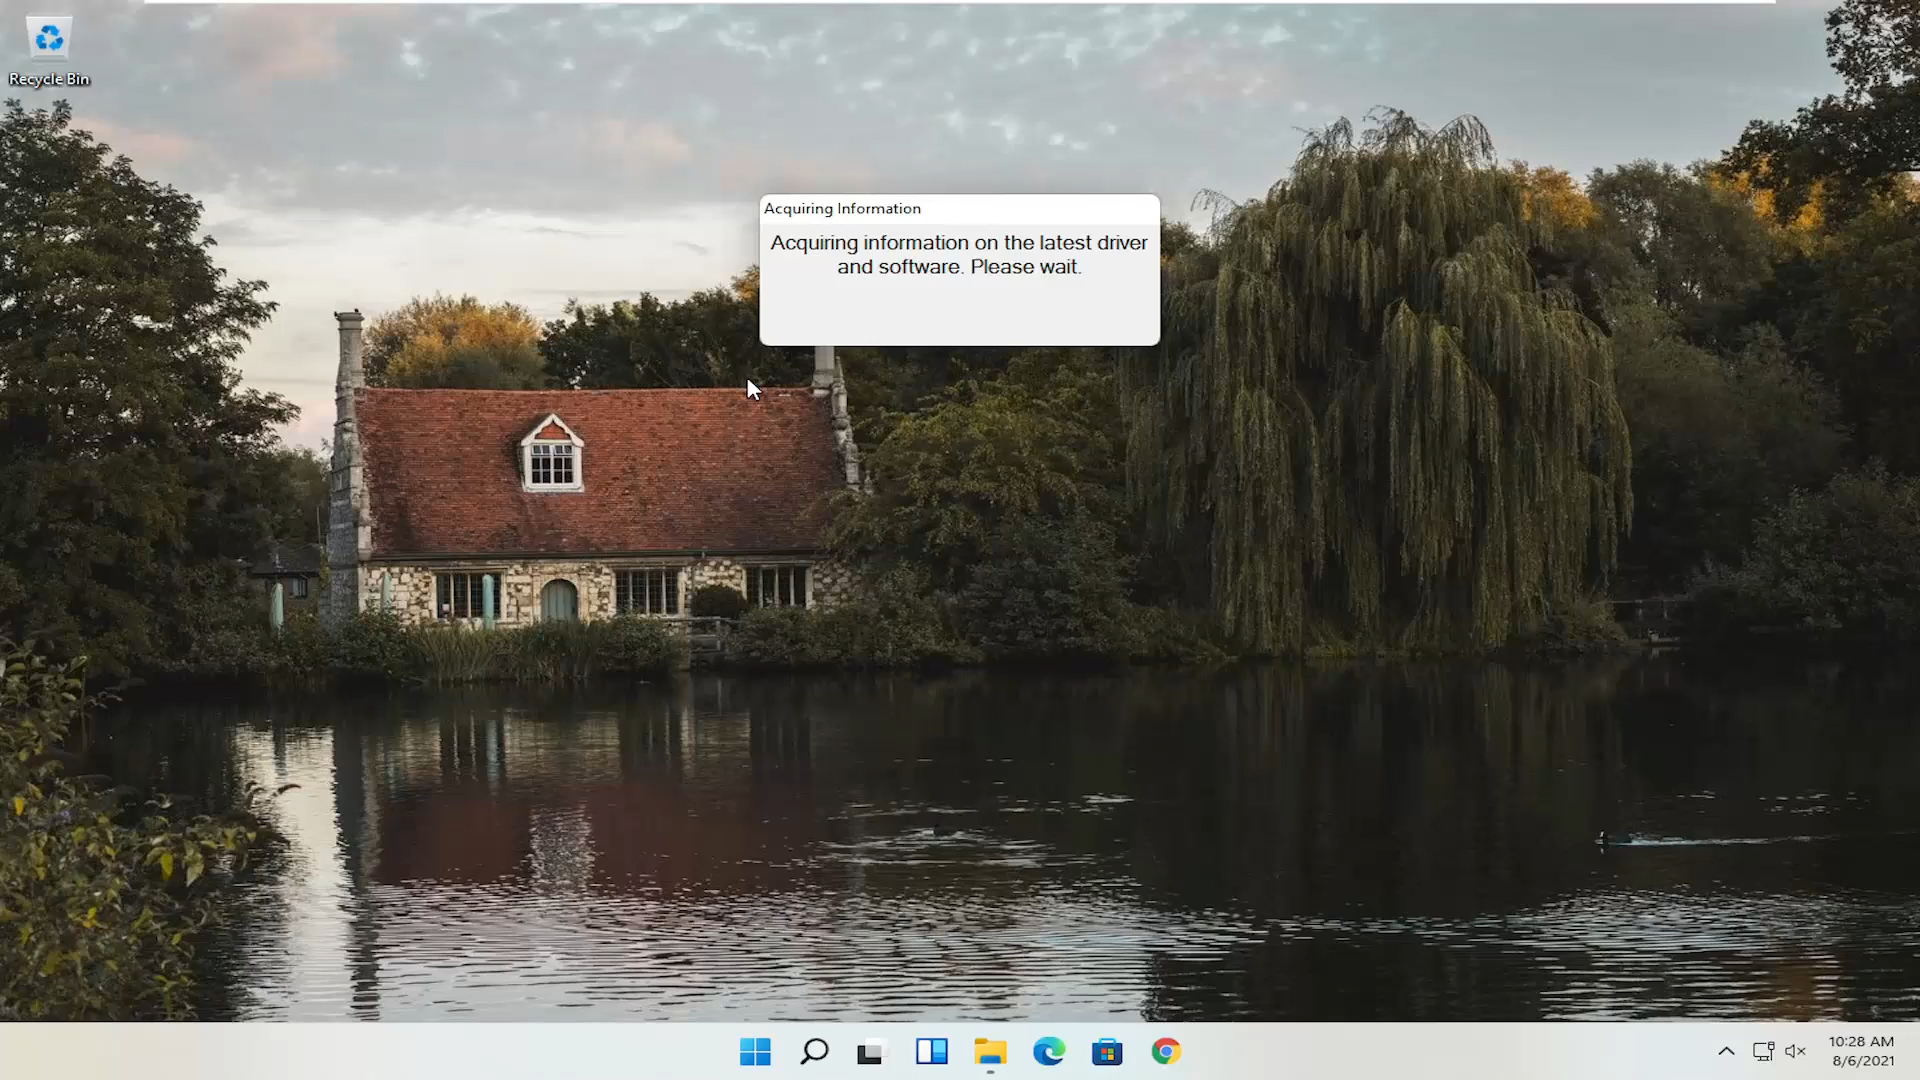 Recycle Bin
Acquiring Information
Acquiring information on the latest driver
and software. Please wait.
10:28 AM
8/6/2021